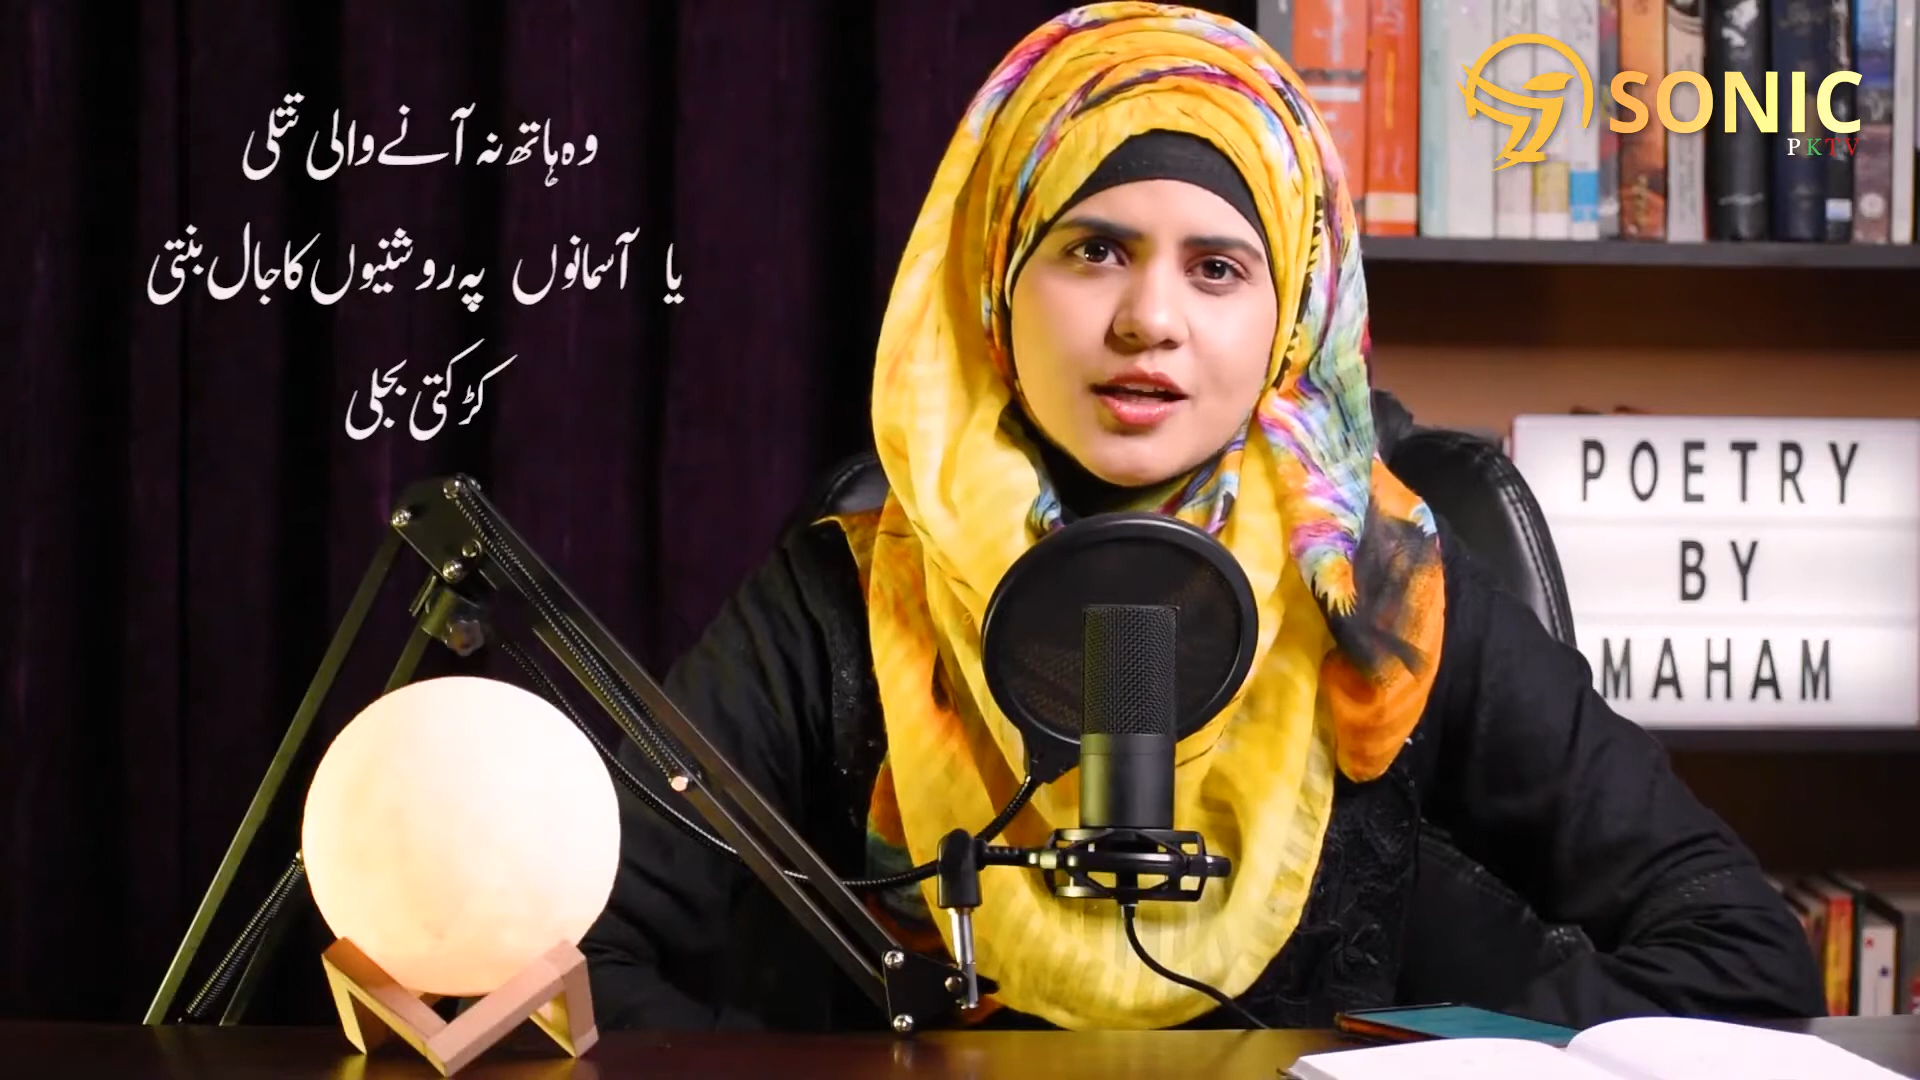 وہ ہاتھ نہ آنے والی تتلی
یا آسمانوں پہ روشنیوں کا جال بنتی
کڑکتی بجلی
SONIC
PKTV
POETRY
BY
MAHAM